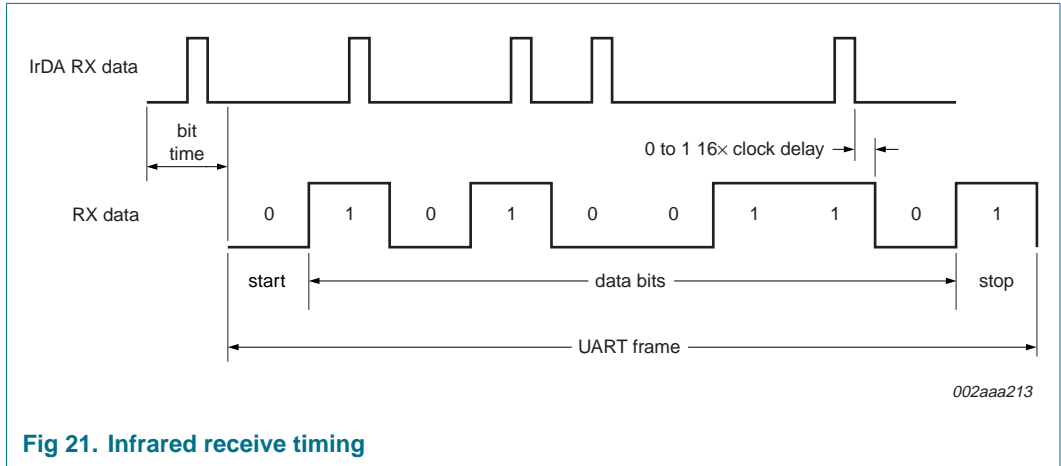 IrDA RX data
bit
time
0 to 1 16× clock delay
RX data
0 1 0 1 0 0 1 1 0 1
start
data bits
stop
UART frame
002aaa213
Fig 21. Infrared receive timing